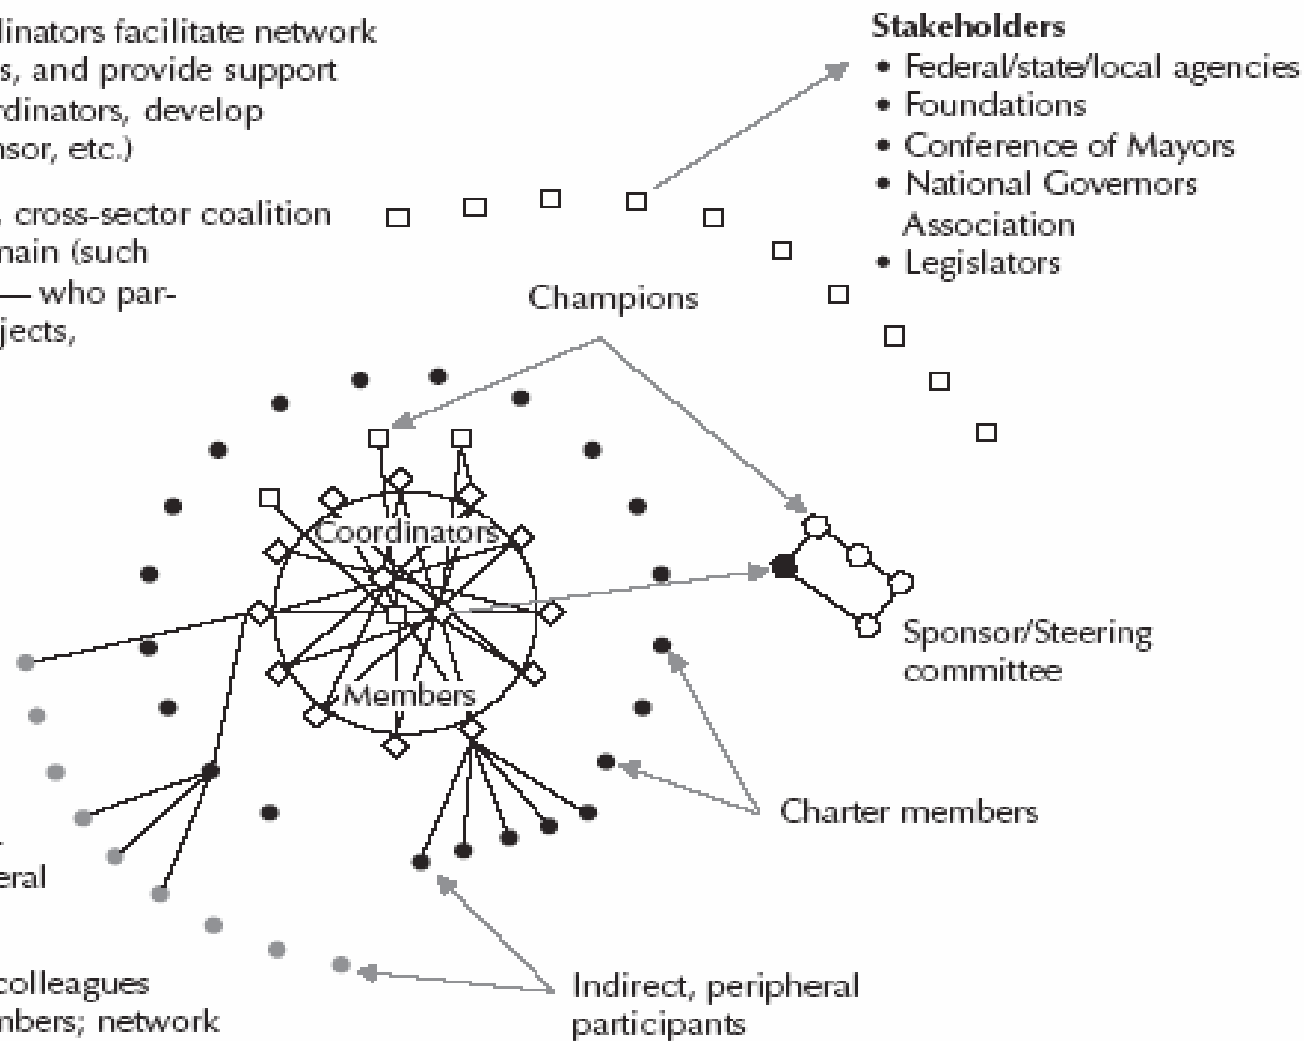 linators facilitate network
s, and provide support
rdinators, develop
nsor, etc.)
, cross-sector coalition
main (such
— who par-
jects,
Stakeholders
• Federal/state/local agencies
• Foundations
• Conference of Mayors
• National Governors
Association
• Legislators
Champions
Coordinators
Members
Sponsor/Steering
committee
Charter members
eral
colleagues
mbers; network
Indirect, peripheral
participants